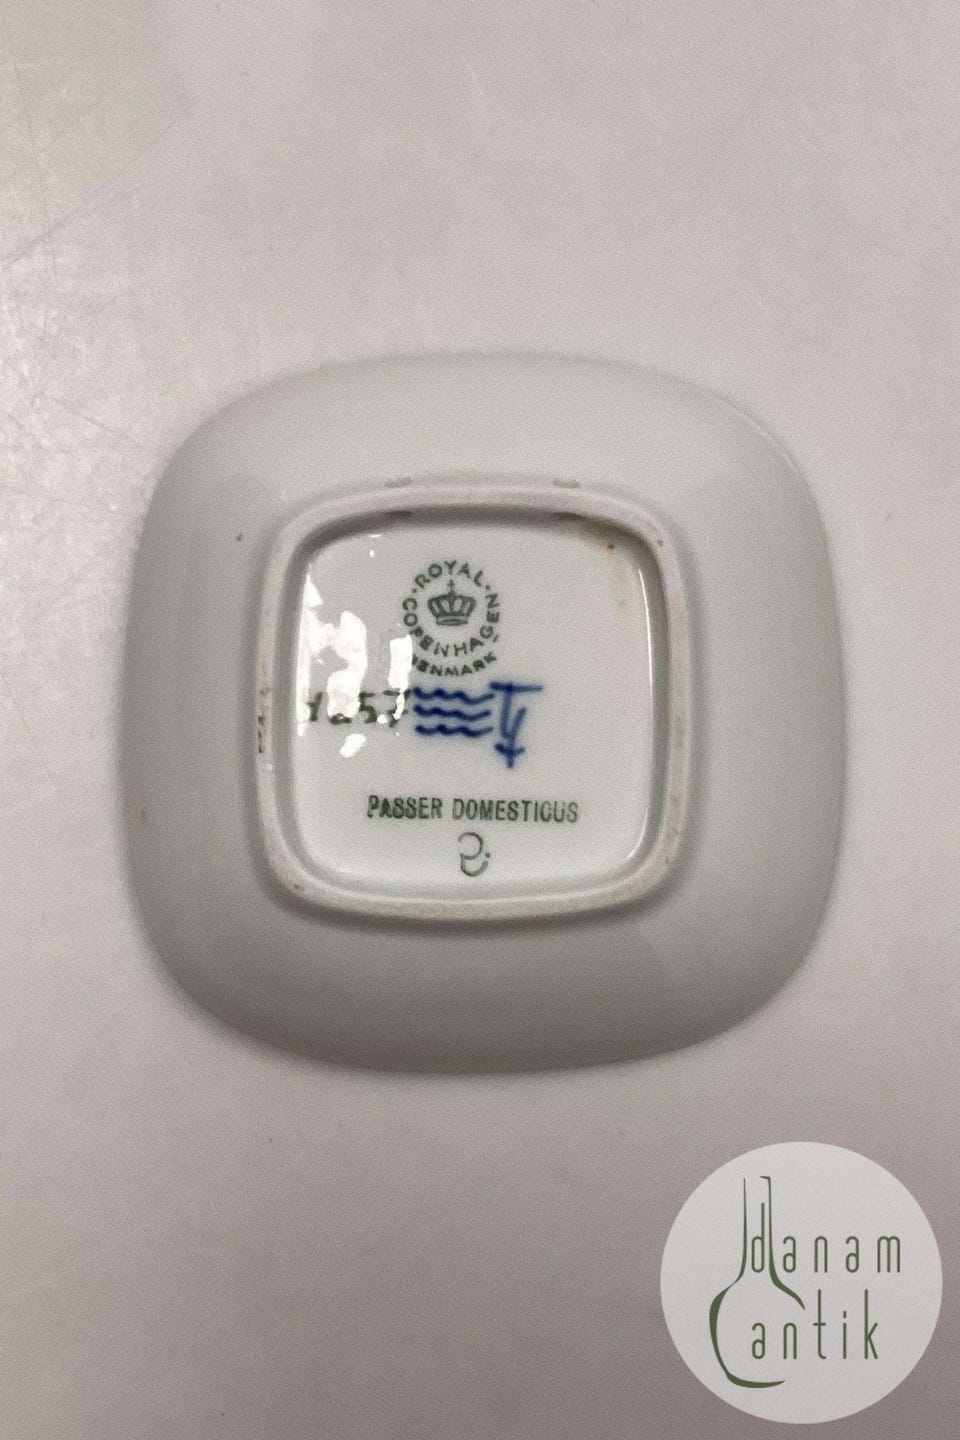 ROYAL
COPENHAGEN
DENMARK
PASSER DOMESTICUS
danam
antik